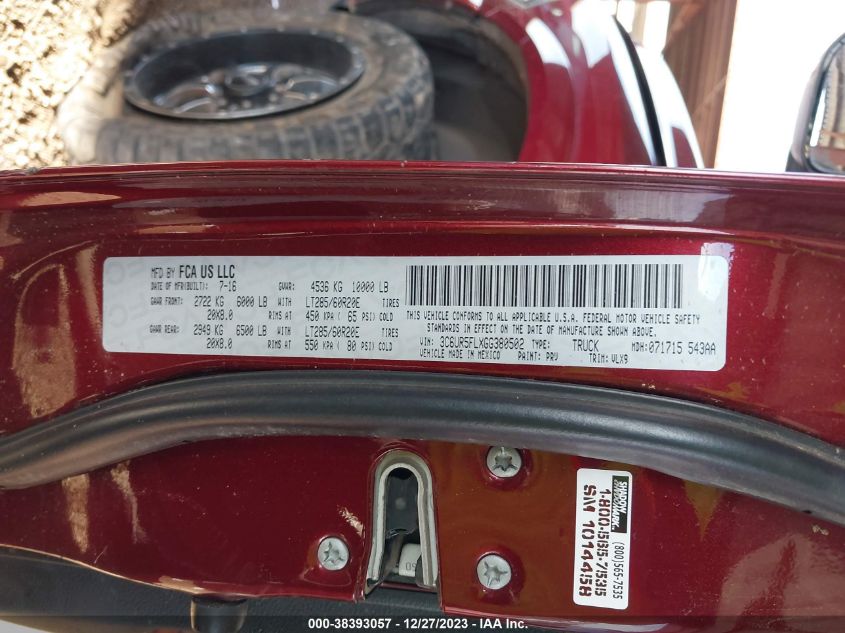 MFD BY FCA US LLC
DATE OF MFR(BUILT): 7-16 GVWR: 4536 KG 10000 LB
GAWR FRONT: 2722 KG 6000 LB WITH LT285/60R20E TIRES
20X8.0 RIMS AT 450 KPA ( 65 PSI) COLD
GAWR REAR: 2949 KG 6500 LB WITH LT285/60R20E TIRES
20X8.0 RIMS AT 550 KPA ( 80 PSI) COLD
THIS VEHICLE CONFORMS TO ALL APPLICABLE U.S.A. FEDERAL MOTOR VEHICLE SAFETY
STANDARDS IN EFFECT ON THE DATE OF MANUFACTURE SHOWN ABOVE.
VIN: 3C6UR5FLXGG380502 TYPE: TRUCK MDH:071715 543AA
MADE IN MEXICO PAINT: PRV TRIM: VLX9
SHADOW
MARK.
(800)565-7535
1-800-565-7535
SM 101445H
000-38393057 - 12/27/2023 - IAA Inc.